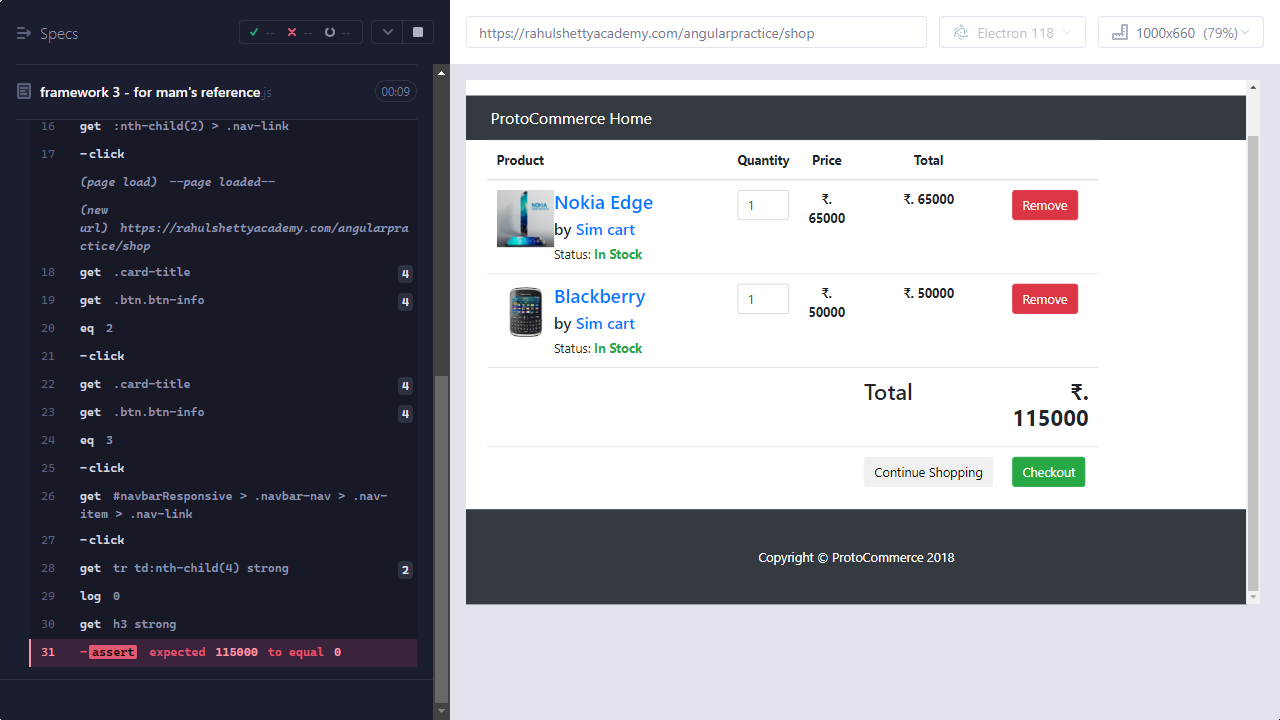 Specs
-- -- --
framework 3 - for mam's reference.js 00:09
16 get :nth-child(2) > .nav-link
17 -click
(page load) --page loaded--
(new
url) https://rahulshettyacademy.com/angularpra
ctice/shop
18 get .card-title 4
19 get .btn.btn-info 4
20 eq 2
21 -click
22 get .card-title 4
23 get .btn.btn-info 4
24 eq 3
25 -click
26 get #navbarResponsive > .navbar-nav > .nav-
item > .nav-link
27 -click
28 get tr td:nth-child(4) strong 2
29 log 0
30 get h3 strong
31 -assert expected 115000 to equal 0
https://rahulshettyacademy.com/angularpractice/shop
Electron 118
1000x660 (79%)
ProtoCommerce Home
Product Quantity Price Total
Nokia Edge 1 ₹. ₹. 65000 Remove
65000
by Sim cart
Status: In Stock
Blackberry 1 ₹. ₹. 50000 Remove
50000
by Sim cart
Status: In Stock
Total ₹.
115000
Continue Shopping Checkout
Copyright © ProtoCommerce 2018